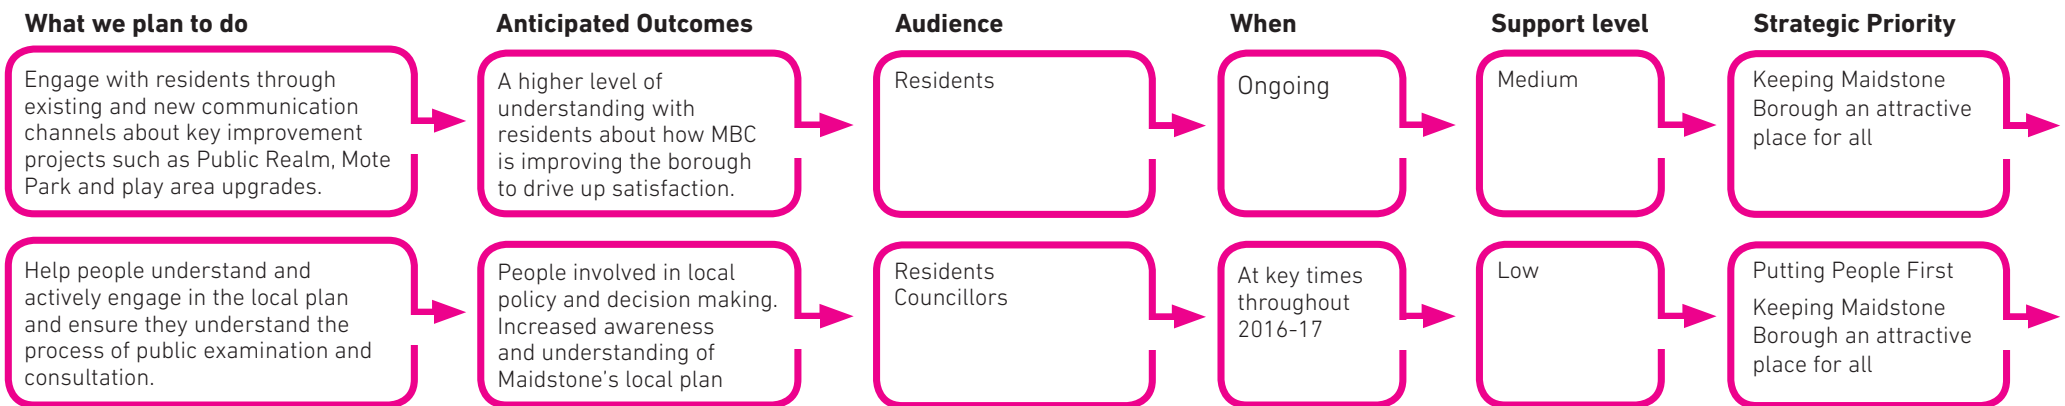 What we plan to do
Anticipated Outcomes
Audience
When
Support level
Strategic Priority
Engage with residents through
existing and new communication
channels about key improvement
projects such as Public Realm, Mote
Park and play area upgrades.
A higher level of
understanding with
residents about how MBC
is improving the borough
to drive up satisfaction.
Residents
Ongoing
Medium
Keeping Maidstone
Borough an attractive
place for all
Help people understand and
actively engage in the local plan
and ensure they understand the
process of public examination and
consultation.
People involved in local
policy and decision making.
Increased awareness
and understanding of
Maidstone's local plan
Residents
Councillors
At key times
throughout
2016-17
Low
Putting People First
Keeping Maidstone
Borough an attractive
place for all